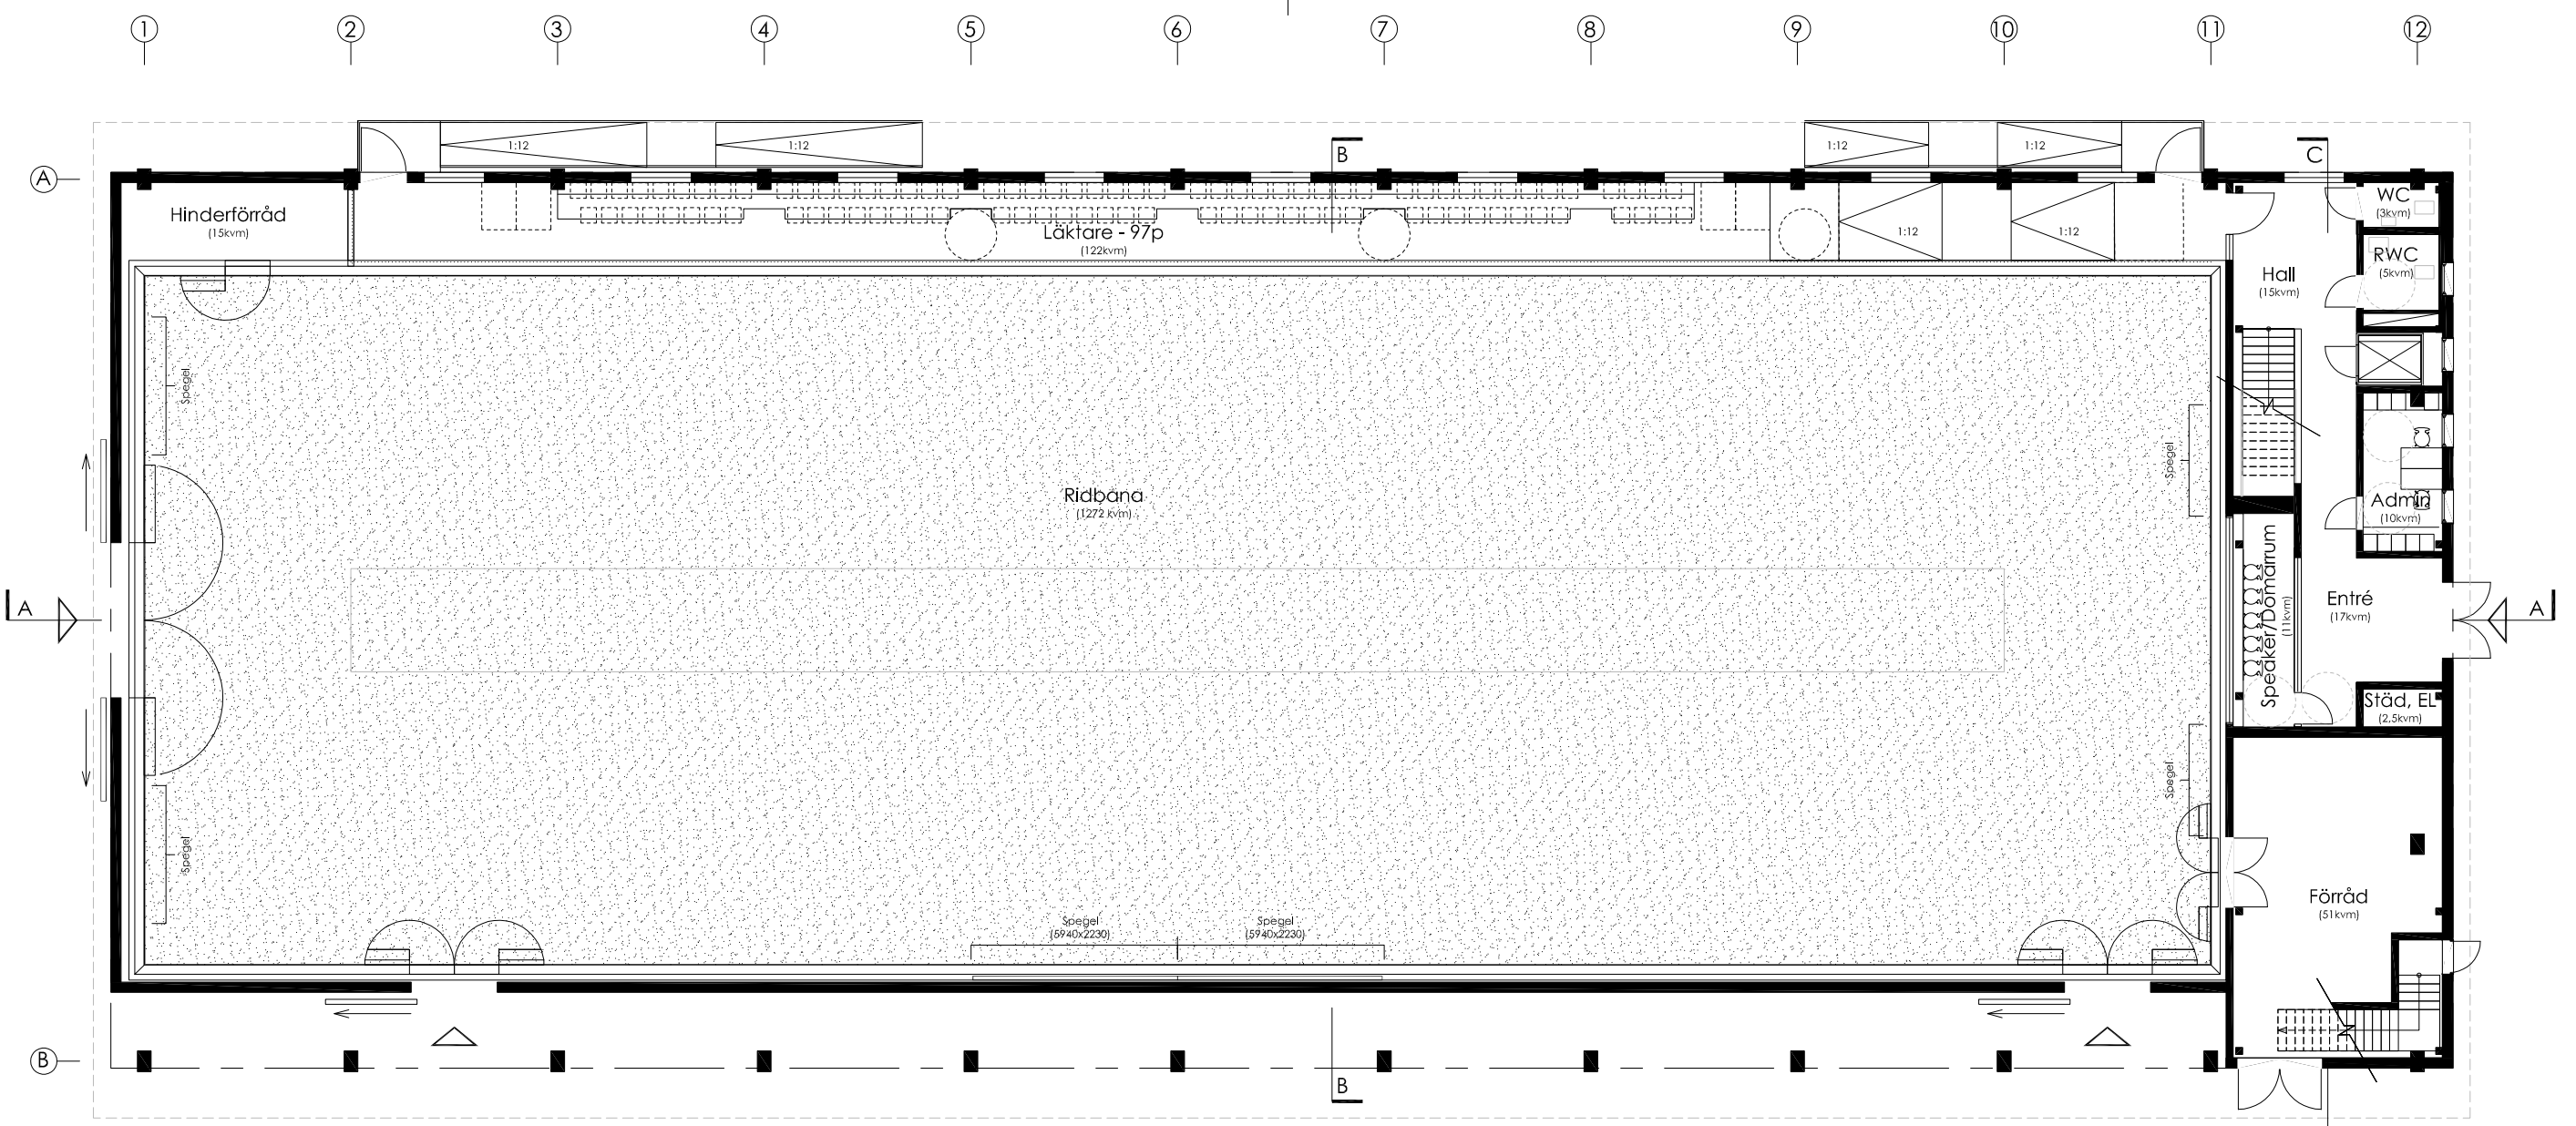 1 2 3 4 5 6 7 8 9 10 11 12
1:12
1:12
1:12
1:12
B
C
A
Hinderförråd
(15kvm)
Läktare - 97p
(122kvm)
1:12
1:12
WC
(3kvm)
RWC
(5kvm)
Hall
(15kvm)
Spegel
Spegel
Ridbana
(1272 kvm)
Admin
(10kvm)
Speaker/Domarrum
(11kvm)
Entré
(17kvm)
A
A
Städ, EL
(2.5kvm)
Spegel
Spegel
Förråd
(51kvm)
Spegel
(5940x2230)
Spegel
(5940x2230)
B
B